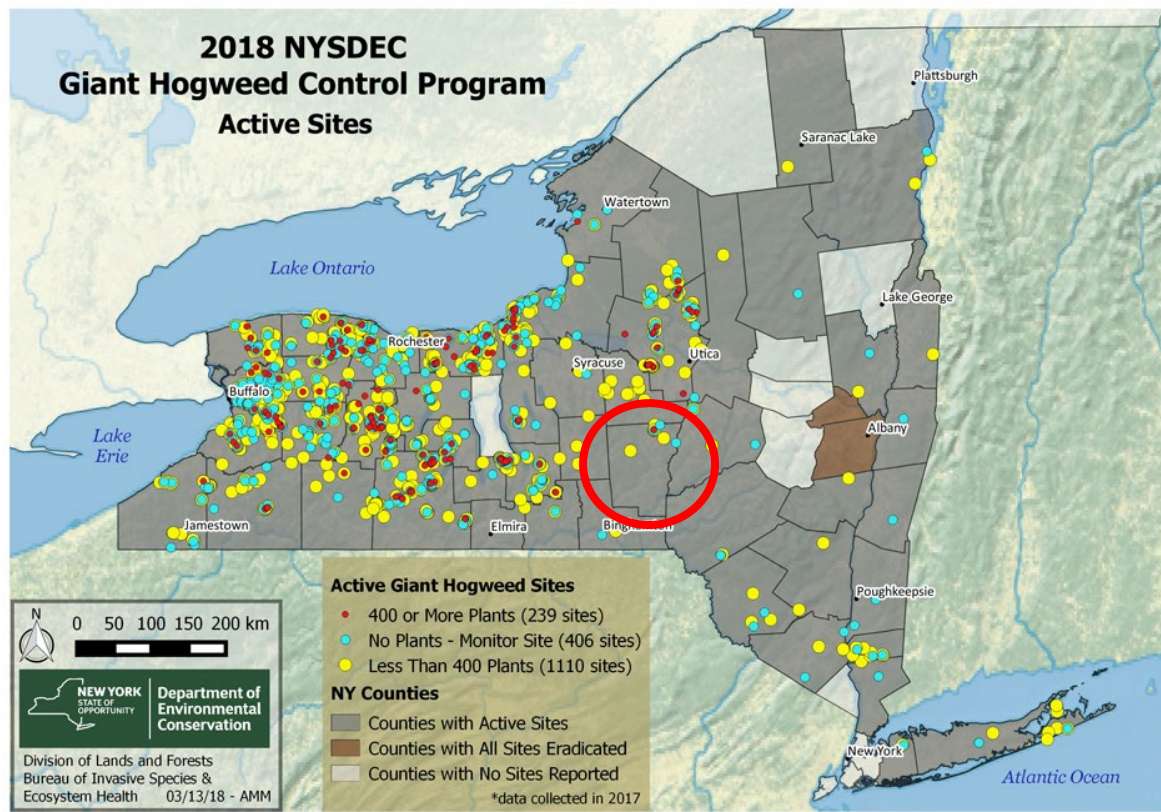 2018 NYSDEC
Giant Hogweed Control Program
Active Sites
Plattsburgh
Saranac Lake
Watertown
Lake Ontario
Lake George
Rochester
Syracuse
Utica
Buffalo
Albany
Lake
Erie
Jamestown
Elmira
Binghamton
Poughkeepsie
New York
Atlantic Ocean
Active Giant Hogweed Sites
400 or More Plants (239 sites)
No Plants - Monitor Site (406 sites)
Less Than 400 Plants (1110 sites)
NY Counties
Counties with Active Sites
Counties with All Sites Eradicated
Counties with No Sites Reported
*data collected in 2017
N
0 50 100 150 200 km
NEW YORK
STATE OF
OPPORTUNITY
Department of
Environmental
Conservation
Division of Lands and Forests
Bureau of Invasive Species &
Ecosystem Health 03/13/18 - AMM